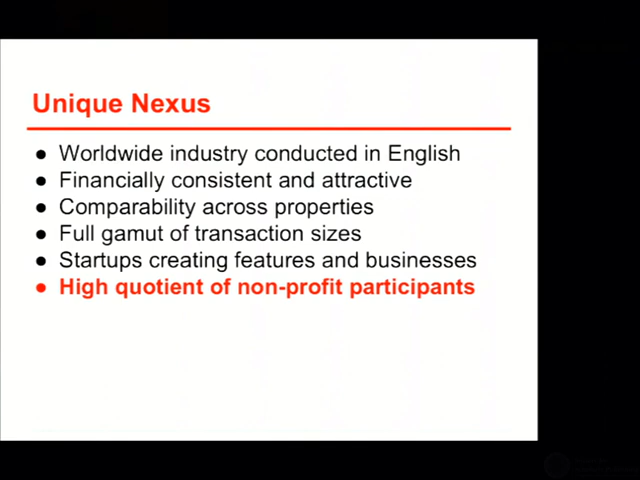 Unique Nexus
● Worldwide industry conducted in English
● Financially consistent and attractive
● Comparability across properties
● Full gamut of transaction sizes
● Startups creating features and businesses
● High quotient of non-profit participants